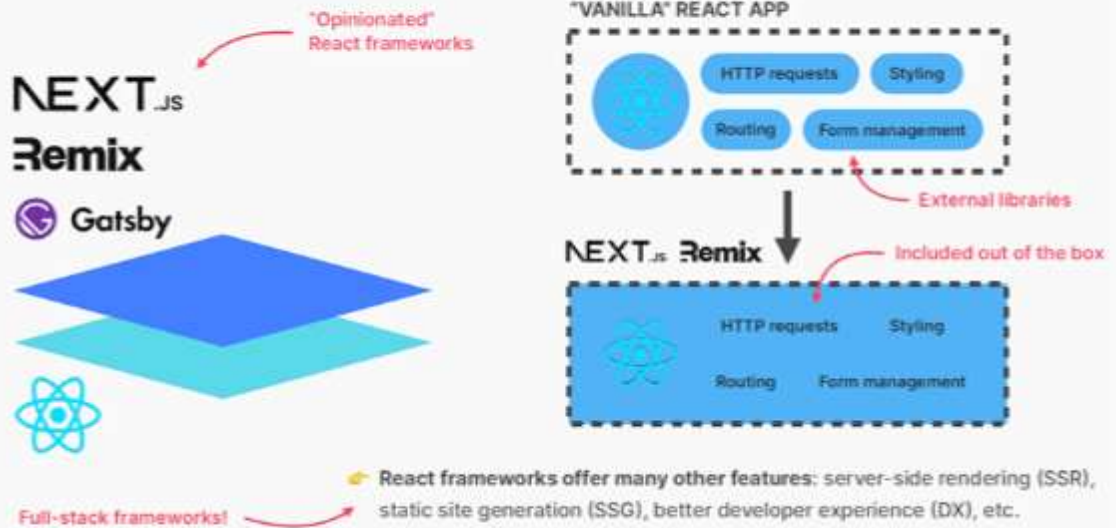 "Opinionated"
React frameworks
NEXT.JS
Remix
Gatsby
"VANILLA" REACT APP
HTTP requests
Styling
Routing
Form management
External libraries
NEXT.JS Remix
Included out of the box
HTTP requests
Styling
Routing
Form management
👉 React frameworks offer many other features: server-side rendering (SSR),
static site generation (SSG), better developer experience (DX), etc.
Full-stack frameworks!